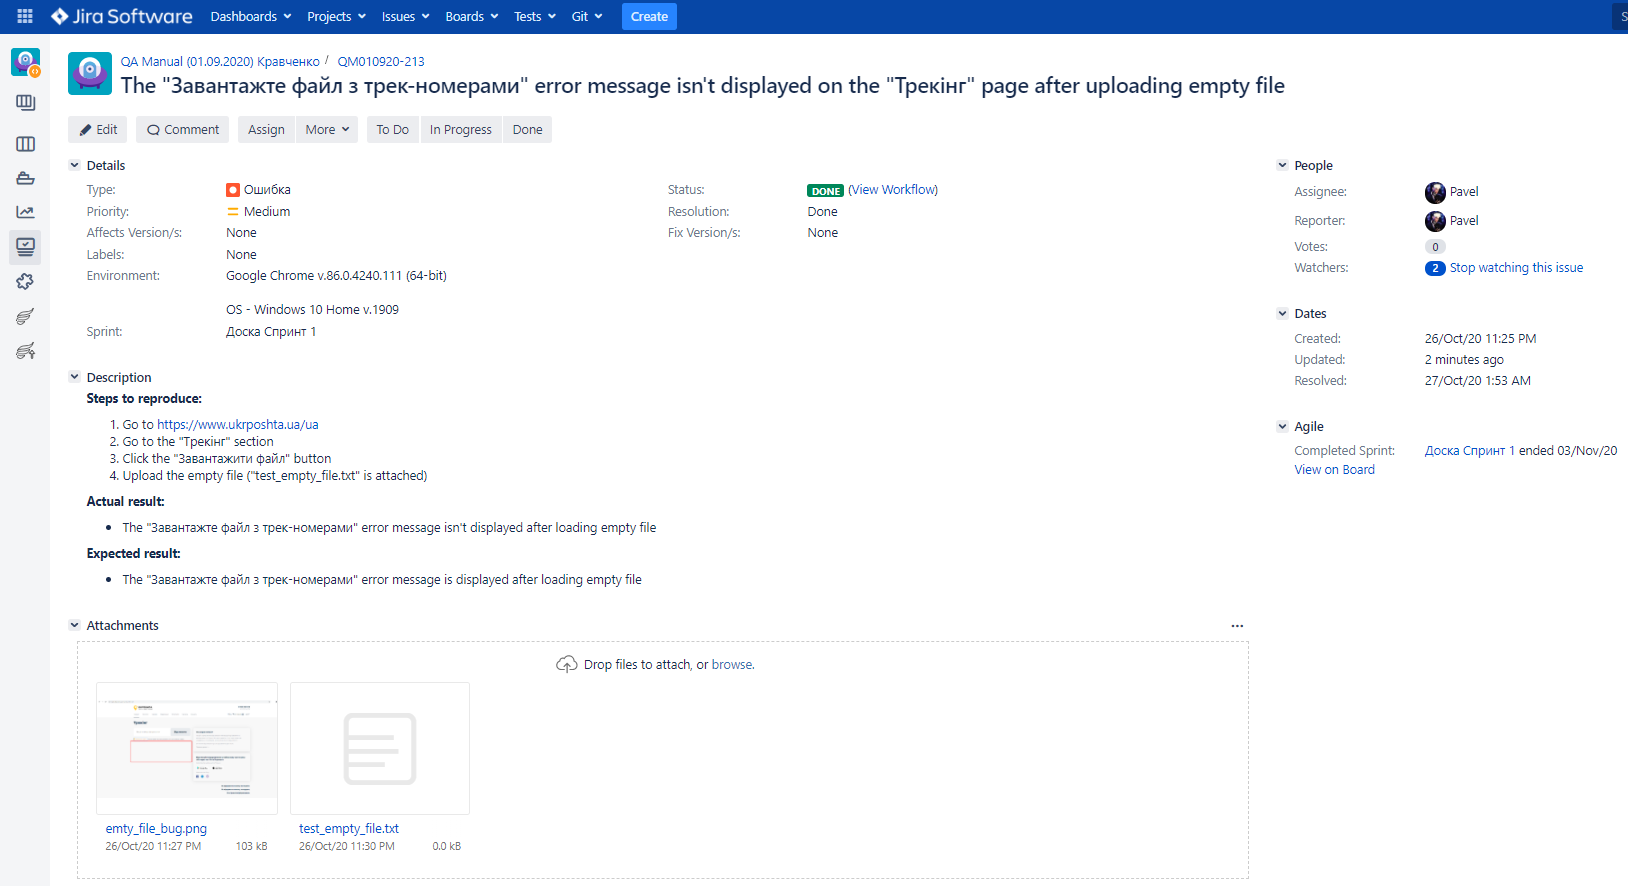 Jira Software Dashboards Projects Issues Boards Tests Git Create S
QA Manual (01.09.2020) Кравченко / QM010920-213
The "Завантажте файл з трек-номерами" error message isn't displayed on the "Трекінг" page after uploading empty file
Edit Comment Assign More To Do In Progress Done
Details
Type: Ошибка
Priority: Medium
Affects Version/s: None
Labels: None
Environment: Google Chrome v.86.0.4240.111 (64-bit)
OS - Windows 10 Home v.1909
Sprint: Доска Спринт 1
Status: DONE (View Workflow)
Resolution: Done
Fix Version/s: None
Description
Steps to reproduce:
1. Go to https://www.ukrposhta.ua/ua
2. Go to the "Трекінг" section
3. Click the "Завантажити файл" button
4. Upload the empty file ("test_empty_file.txt" is attached)
Actual result:
• The "Завантажте файл з трек-номерами" error message isn't displayed after loading empty file
Expected result:
• The "Завантажте файл з трек-номерами" error message is displayed after loading empty file
Attachments
Drop files to attach, or browse.
emty_file_bug.png
26/Oct/20 11:27 PM 103 kB
test_empty_file.txt
26/Oct/20 11:30 PM 0.0 kB
People
Assignee: Pavel
Reporter: Pavel
Votes: 0
Watchers: 2 Stop watching this issue
Dates
Created: 26/Oct/20 11:25 PM
Updated: 2 minutes ago
Resolved: 27/Oct/20 1:53 AM
Agile
Completed Sprint: Доска Спринт 1 ended 03/Nov/20
View on Board